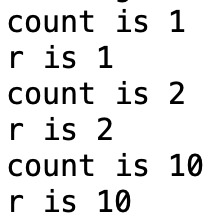 count is 1
r is 1
count is 2
r is 2
count is 10
r is 10